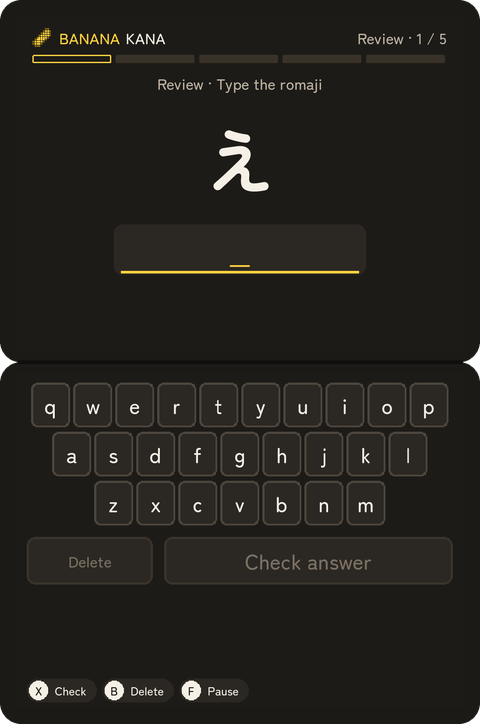 BANANA KANA
Review · 1 / 5
Review · Type the romaji
え
_
q w e r t y u i o p
a s d f g h j k l
z x c v b n m
Delete
Check answer
X Check B Delete F Pause